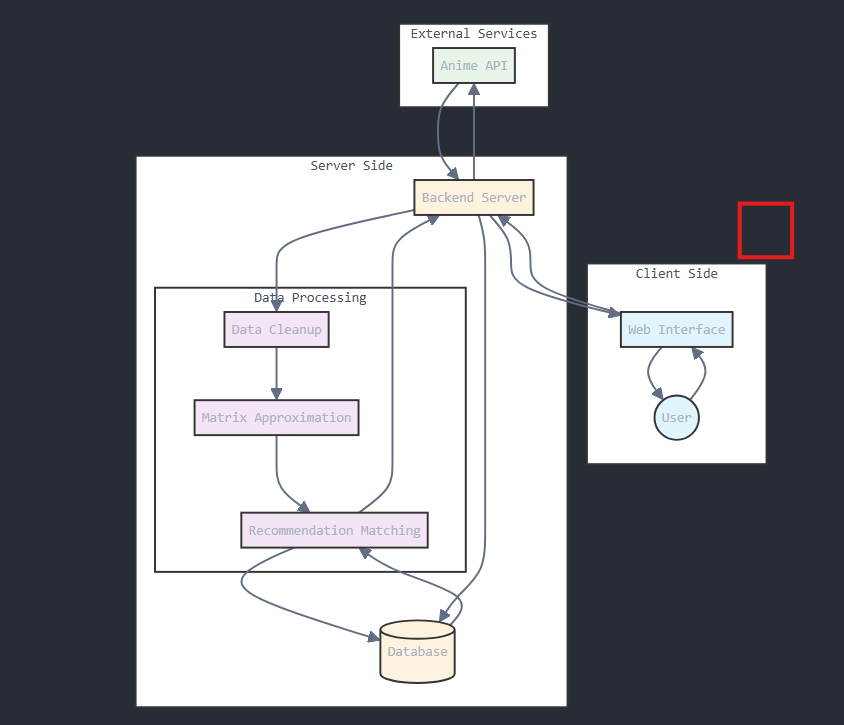 External Services
Anime API
Server Side
Backend Server
Client Side
Data Processing
Web Interface
Data Cleanup
Matrix Approximation
User
Recommendation Matching
Database